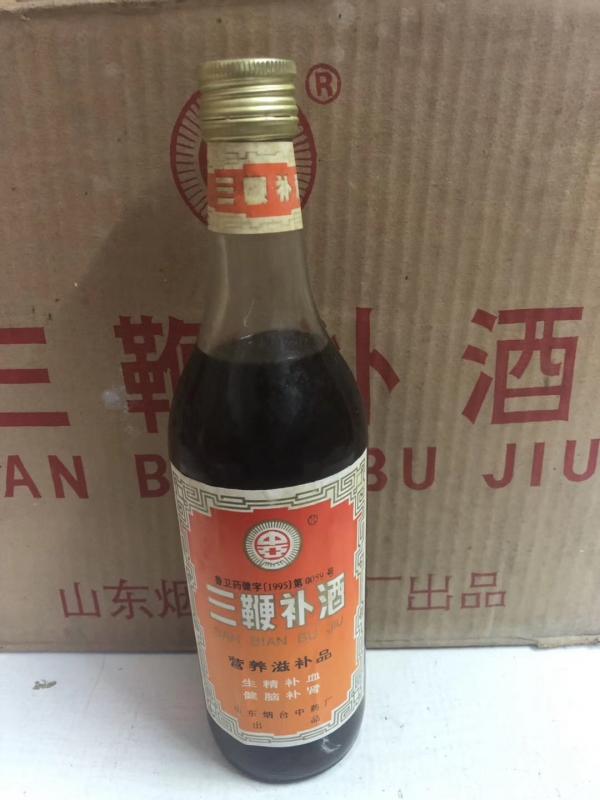 ®
三鞭补
三鞭补酒
SAN B BU JIU
山东烟 厂出品
鲁卫药健字(1995)第0059号
三鞭补酒
SAN BIAN BU JIU
营养滋补品
生精补血
健脑补肾
山东烟台中药厂
出品